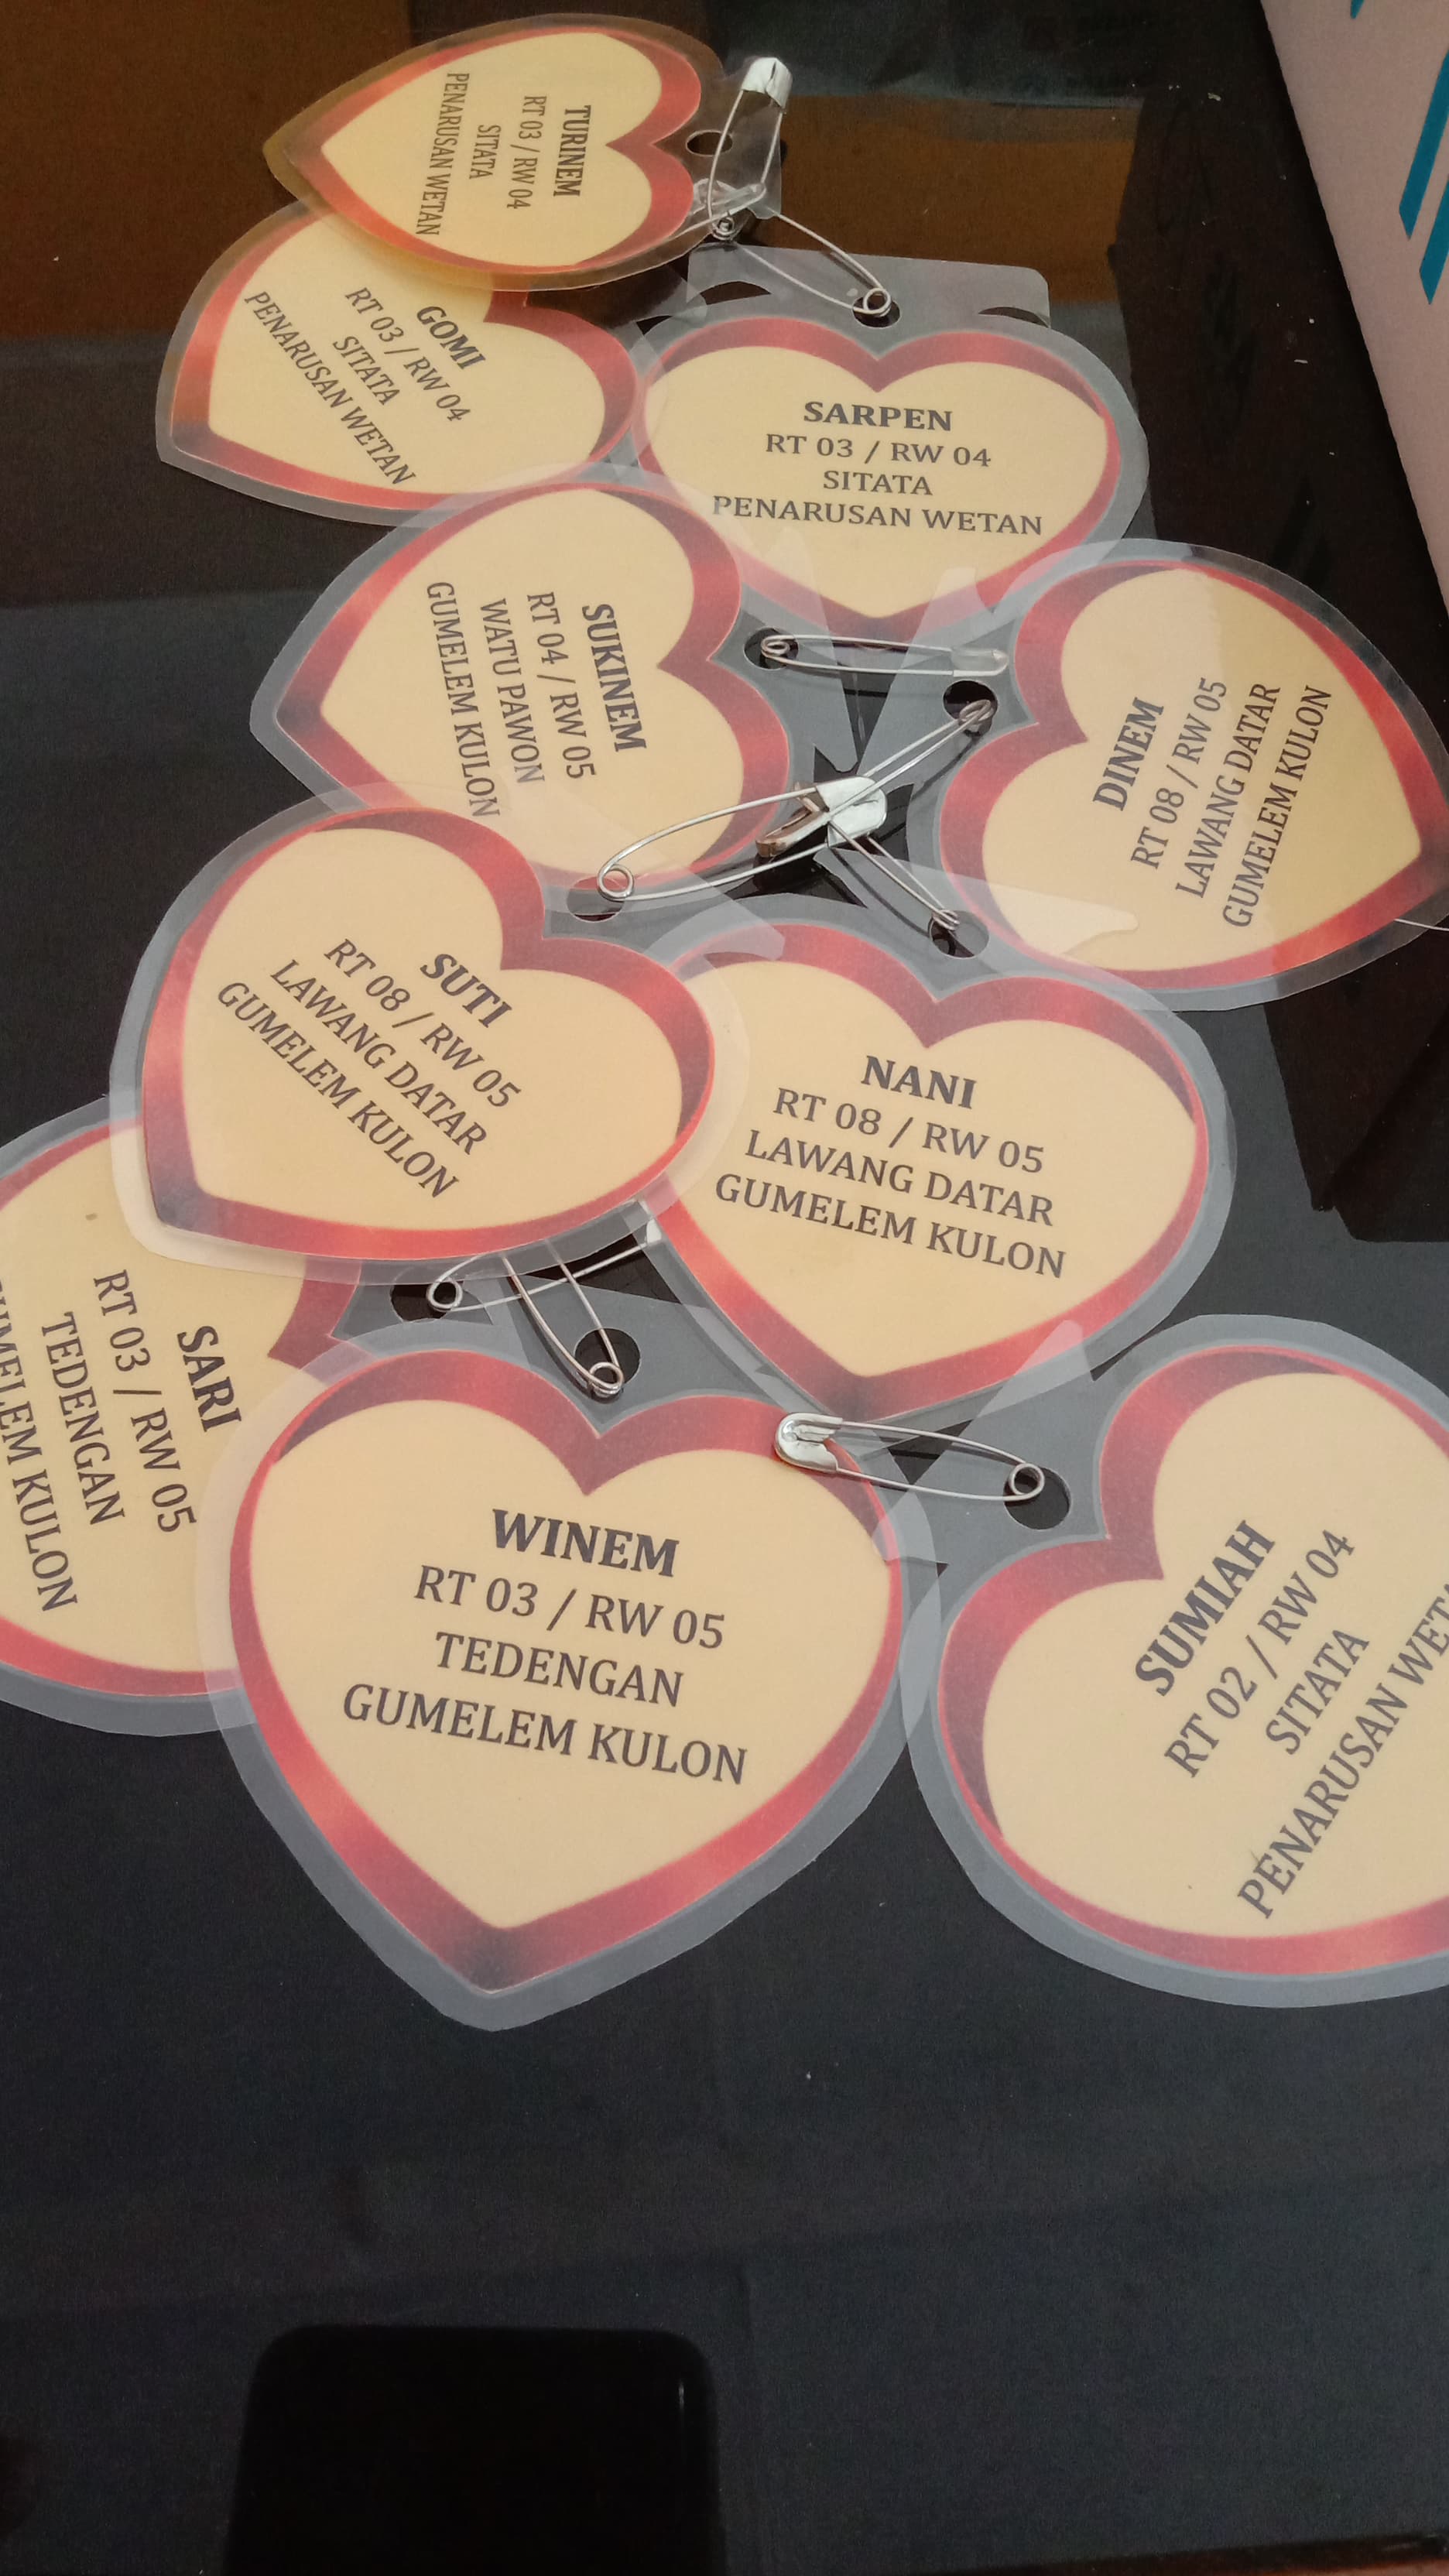 TURINEM
RT 03 / RW 04
SITATA
PENARUSAN WETAN
GOMI
RT 03 / RW 04
SITATA
PENARUSAN WETAN
SARPEN
RT 03 / RW 04
SITATA
PENARUSAN WETAN
SUKINEM
RT 04 / RW 05
WATU PAWON
GUMELEM KULON
DINEM
RT 08 / RW 05
LAWANG DATAR
GUMELEM KULON
SUTI
RT 08 / RW 05
LAWANG DATAR
GUMELEM KULON
NANI
RT 08 / RW 05
LAWANG DATAR
GUMELEM KULON
SARI
RT 03 / RW 05
TEDENGAN
KULON
WINEM
RT 03 / RW 05
TEDENGAN
GUMELEM KULON
SUMIAH
RT 02 / RW 04
SITATA
PENARUSAN